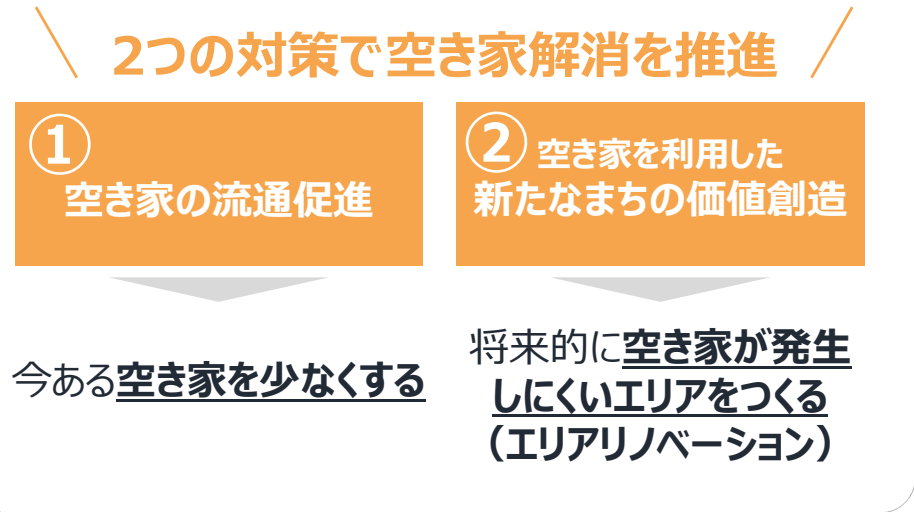 2つの対策で空き家解消を推進
①
空き家の流通促進
今ある空き家を少なくする
②
空き家を利用した
新たなまちの価値創造
将来的に空き家が発生
しにくいエリアをつくる
（エリアリノベーション）